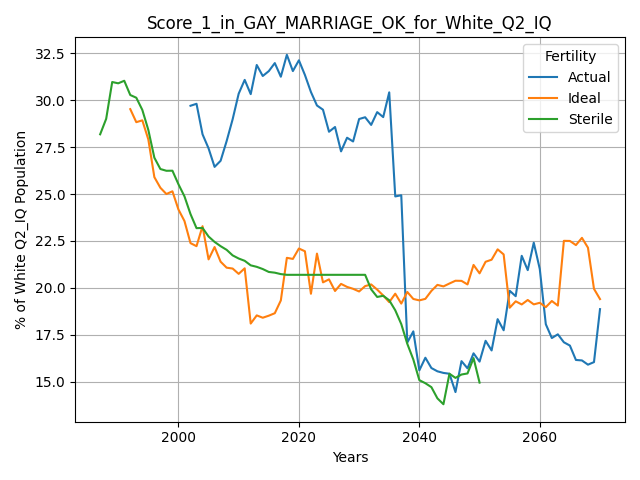 Score_1_in_GAY_MARRIAGE_OK_for_White_Q2_IQ
% of White Q2_IQ Population
32.5
30.0
27.5
25.0
22.5
20.0
17.5
15.0
Fertility
Actual
Ideal
Sterile
2000 2020 2040 2060
Years